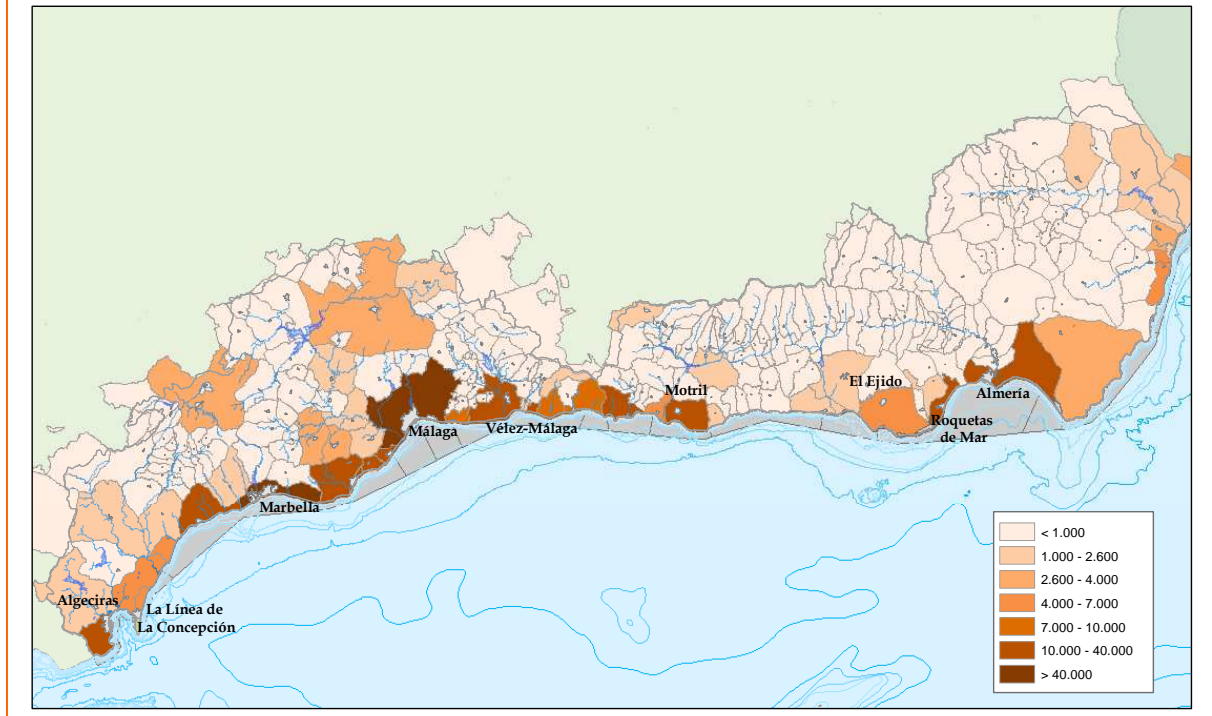 Motril
El Ejido
Almería
Roquetas
de Mar
Málaga
Vélez-Málaga
Marbella
Algeciras
La Línea de
La Concepción
< 1.000
1.000 - 2.600
2.600 - 4.000
4.000 - 7.000
7.000 - 10.000
10.000 - 40.000
> 40.000